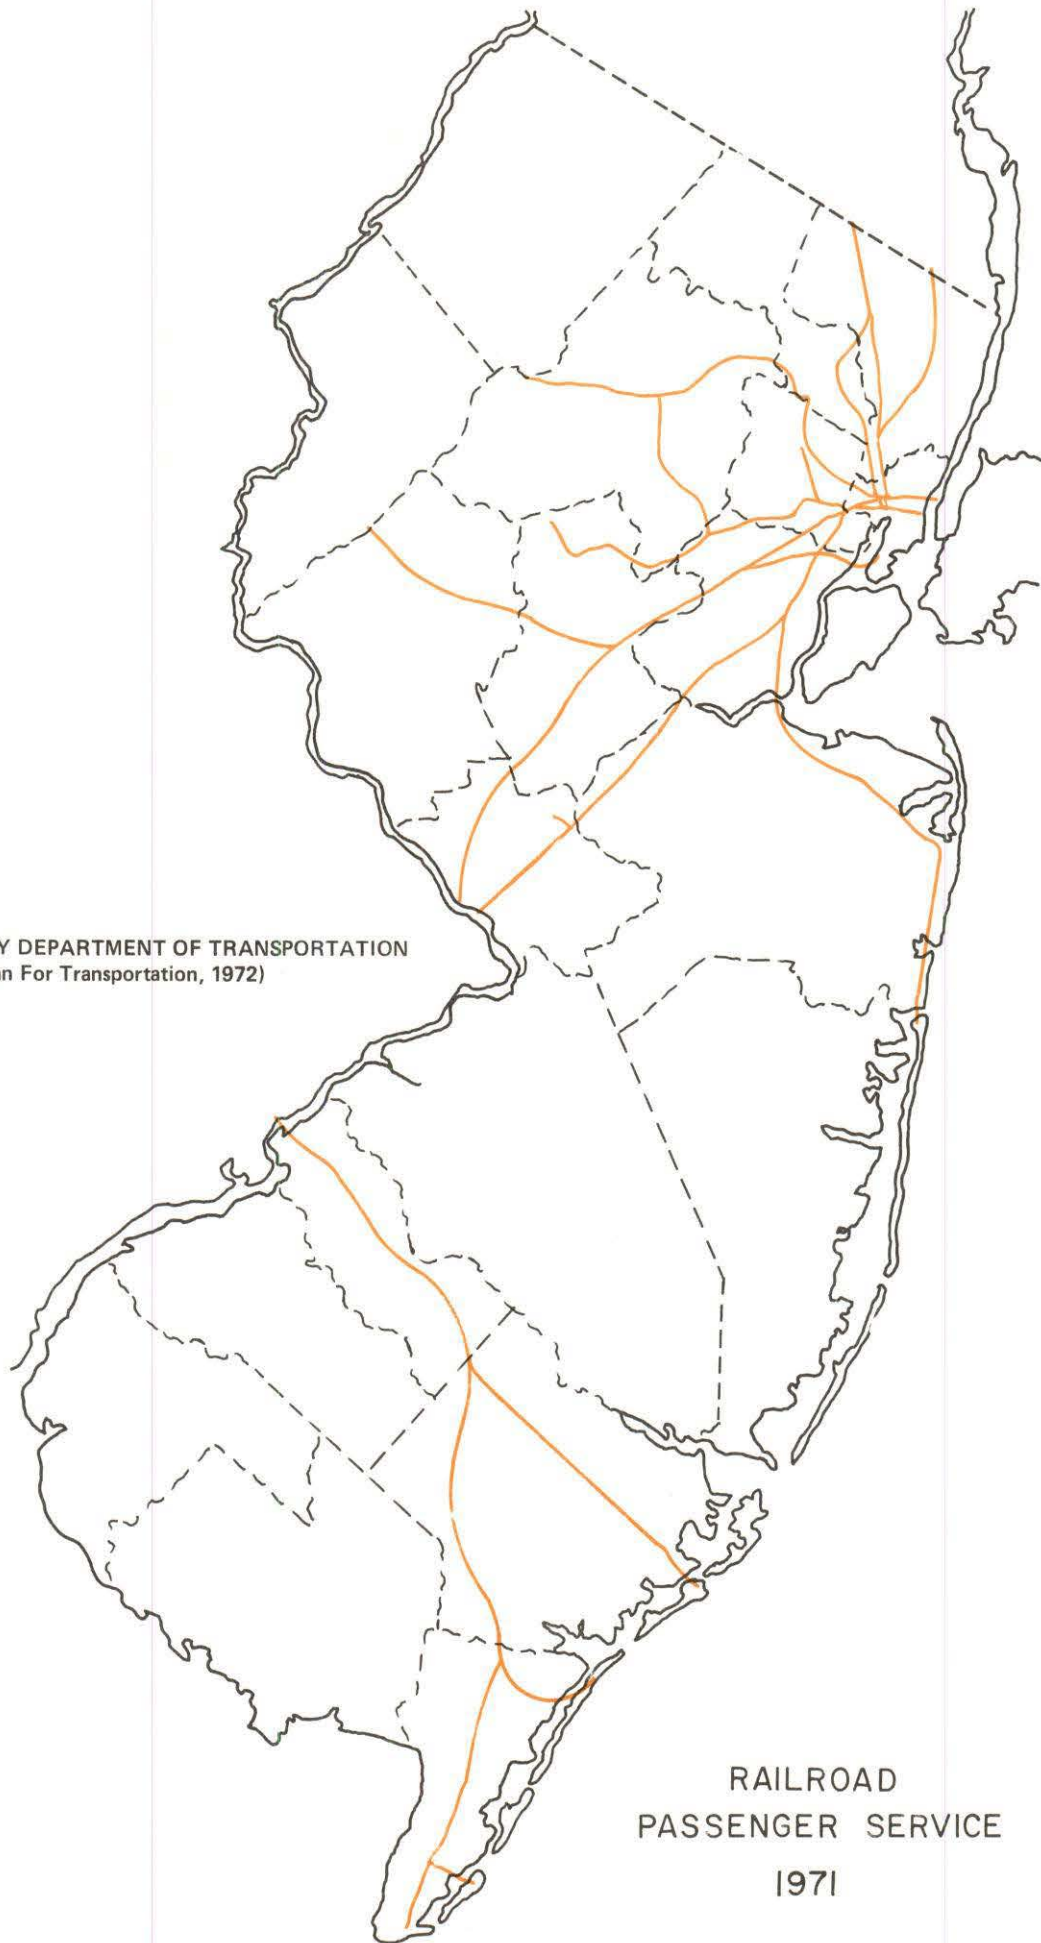 Y DEPARTMENT OF TRANSPORTATION
n For Transportation, 1972)
RAILROAD
PASSENGER SERVICE
1971